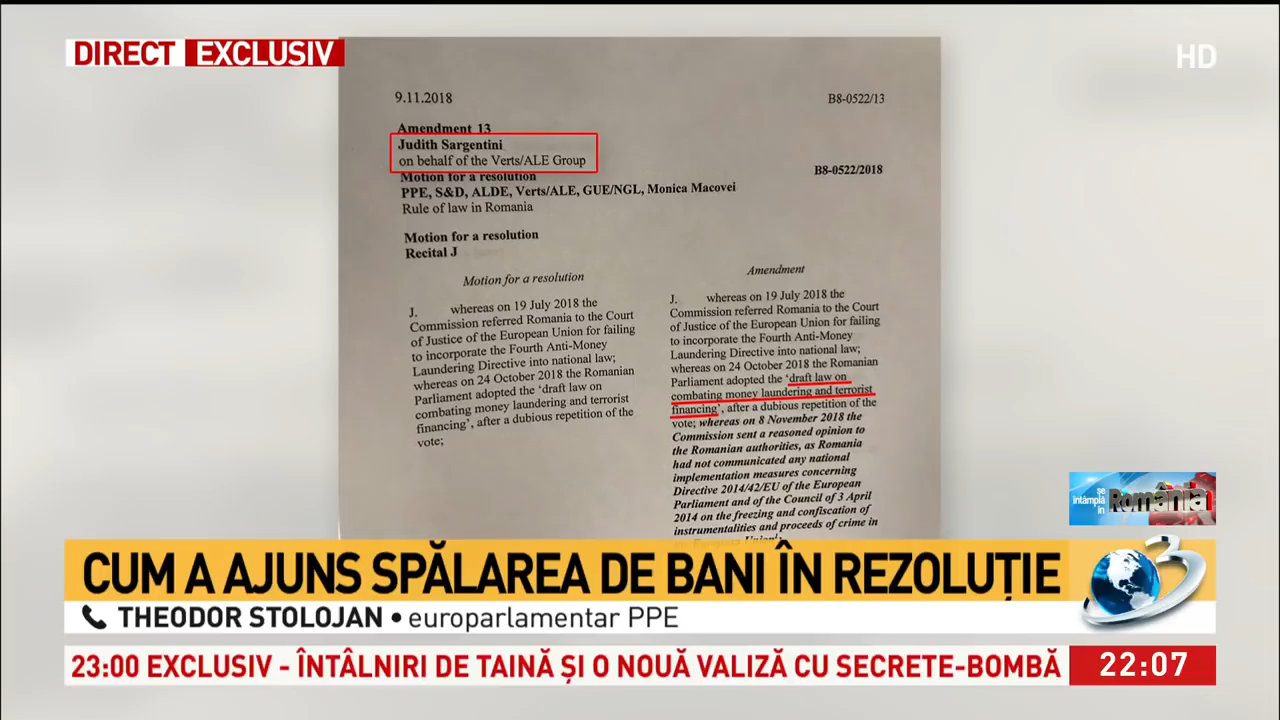 DIRECT EXCLUSIV
HD
9.11.2018
B8-0522/13
Amendment 13
Judith Sargentini
on behalf of the Verts/ALE Group
Motion for a resolution
B8-0522/2018
PPE, S&D, ALDE, Verts/ALE, GUE/NGL, Monica Macovei
Rule of law in Romania
Motion for a resolution
Recital J
Motion for a resolution
J. whereas on 19 July 2018 the
Commission referred Romania to the Court
of Justice of the European Union for failing
to incorporate the Fourth Anti-Money
Laundering Directive into national law;
whereas on 24 October 2018 the Romanian
Parliament adopted the ‘draft law on
combating money laundering and terrorist
financing’, after a dubious repetition of the
vote;
Amendment
J. whereas on 19 July 2018 the
Commission referred Romania to the Court
of Justice of the European Union for failing
to incorporate the Fourth Anti-Money
Laundering Directive into national law;
whereas on 24 October 2018 the Romanian
Parliament adopted the ‘draft law on
combating money laundering and terrorist
financing’, after a dubious repetition of the
vote; whereas on 8 November 2018 the
Commission sent a reasoned opinion to
the Romanian authorities, as Romania
had not communicated any national
implementation measures concerning
Directive 2014/42/EU of the European
Parliament and of the Council of 3 April
2014 on the freezing and confiscation of
instrumentalities and proceeds of crime in
se întâmplă în România
CUM A AJUNS SPĂLAREA DE BANI ÎN REZOLUȚIE
3
THEODOR STOLOJAN • europarlamentar PPE
23:00 EXCLUSIV - ÎNTÂLNIRI DE TAINĂ ȘI O NOUĂ VALIZĂ CU SECRETE-BOMBĂ
22:07